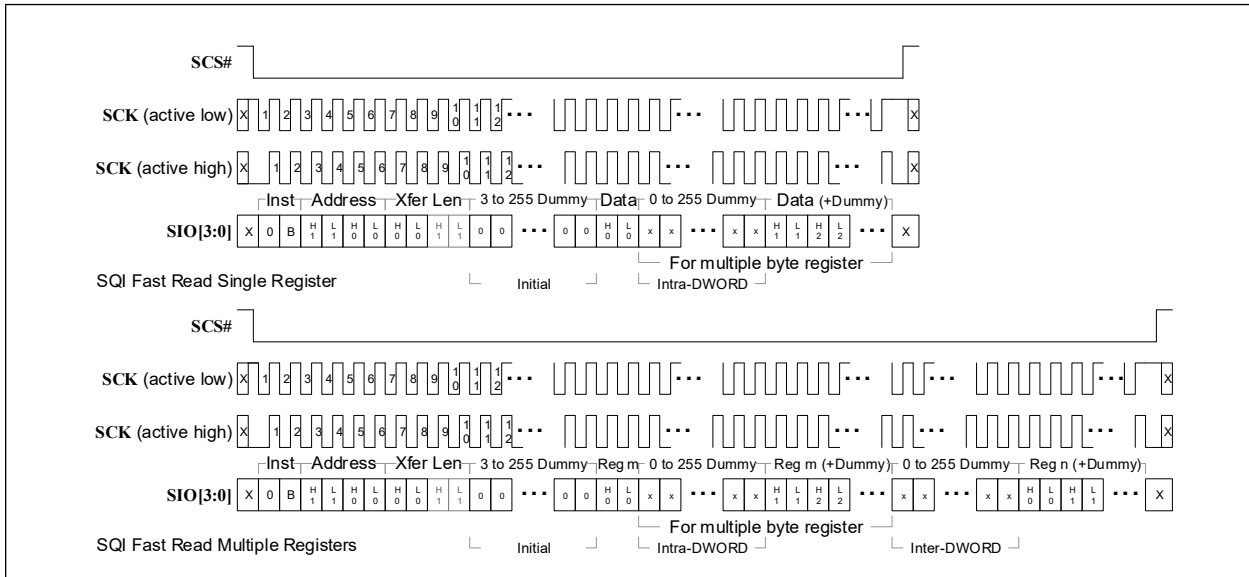 SCS#
SCK (active low) X 1 2 3 4 5 6 7 8 9 10 11 12 ... ... ... X
SCK (active high) X 1 2 3 4 5 6 7 8 9 10 11 12 ... ... ... X
Inst Address Xfer Len 3 to 255 Dummy Data 0 to 255 Dummy Data (+Dummy)
SIO[3:0] X 0 B H1 L1 H0 L0 H0 L0 H1 L1 0 0 ... 0 0 H0 L0 x x ... x x H1 L1 H2 L2 ... X
For multiple byte register
SQI Fast Read Single Register Initial Intra-DWORD
SCS#
SCK (active low) X 1 2 3 4 5 6 7 8 9 10 11 12 ... ... ... ... ... X
SCK (active high) X 1 2 3 4 5 6 7 8 9 10 11 12 ... ... ... ... ... X
Inst Address Xfer Len 3 to 255 Dummy Reg m 0 to 255 Dummy Reg m (+Dummy) 0 to 255 Dummy Reg n (+Dummy)
SIO[3:0] X 0 B H1 L1 H0 L0 H0 L0 H1 L1 0 0 ... 0 0 H0 L0 x x ... x x H1 L1 H2 L2 ... x x ... x x H0 L0 H1 L1 ... X
For multiple byte register
SQI Fast Read Multiple Registers Initial Intra-DWORD Inter-DWORD